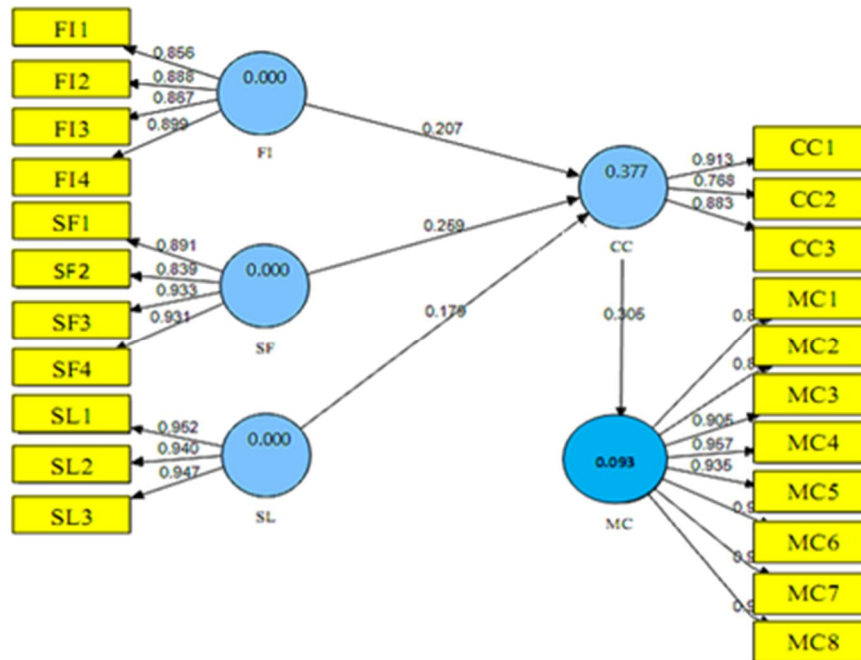 FI1
FI2
FI3
FI4
0.856
0.888
0.867
0.899
0.000
FI
0.207
SF1
SF2
SF3
SF4
0.891
0.839
0.933
0.931
0.000
SF
0.259
SL1
SL2
SL3
0.952
0.940
0.947
0.000
SL
0.179
0.377
CC
0.913
0.768
0.883
CC1
CC2
CC3
0.305
0.093
MC
0.905
0.957
0.935
MC1
MC2
MC3
MC4
MC5
MC6
MC7
MC8